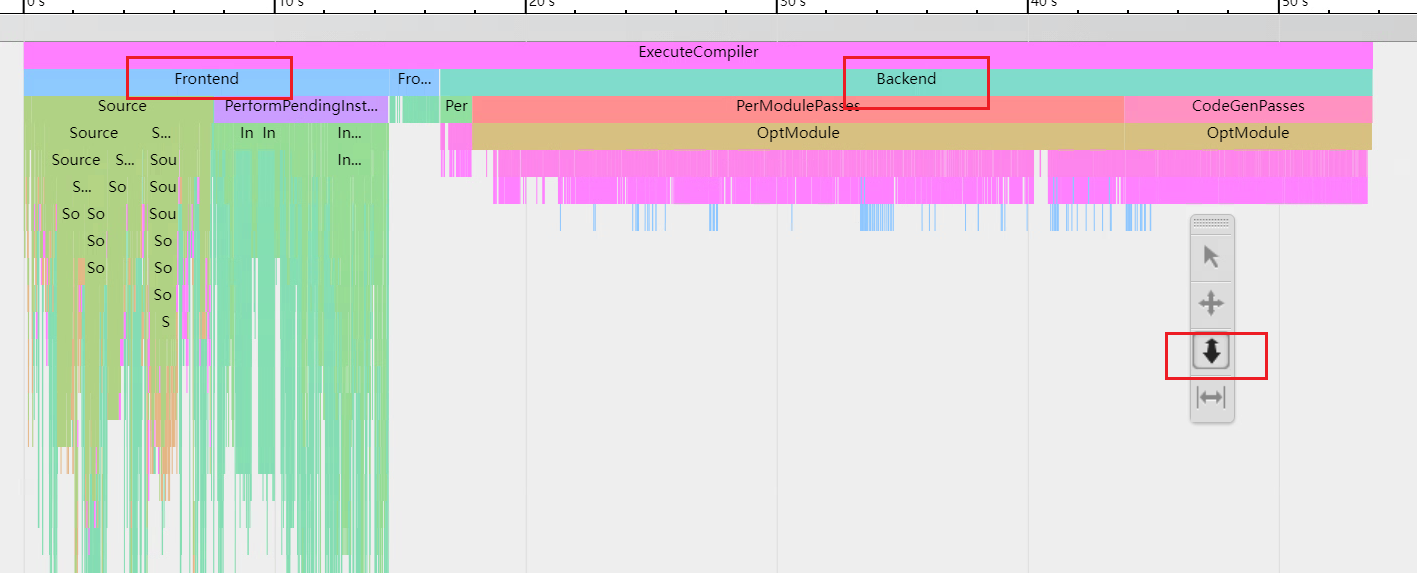 0 s 10 s 20 s 30 s 40 s 50 s
ExecuteCompiler
Frontend Fro... Backend
Source PerformPendingInst... Per PerModulePasses CodeGenPasses
Source S... In In In... OptModule OptModule
Source S... Sou In...
S... So Sou
So So Sou
So So
So So
So
S